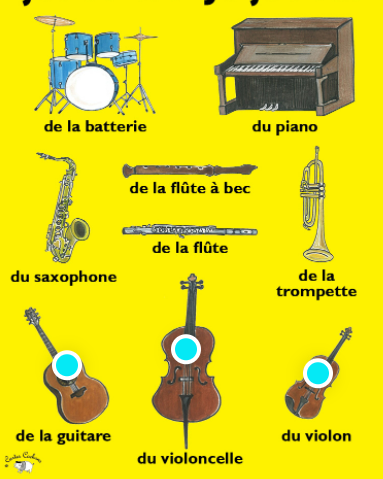 de la batterie
du piano
de la flûte à bec
de la flûte
du saxophone
de la
trompette
de la guitare
du violon
du violoncelle